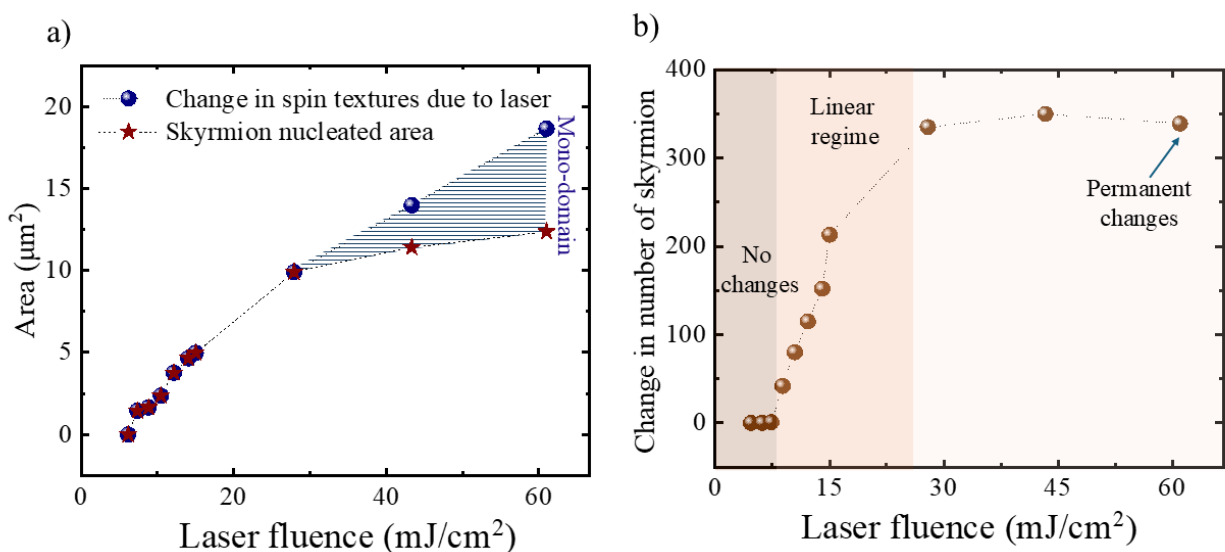 a)
Change in spin textures due to laser
Skyrmion nucleated area
Mono-domain
Area (μm²)
20
15
10
5
0
0
20
40
60
Laser fluence (mJ/cm²)
b)
400
300
200
100
0
Change in number of skyrmion
No
changes
Linear
regime
Permanent
changes
0
15
30
45
60
Laser fluence (mJ/cm²)